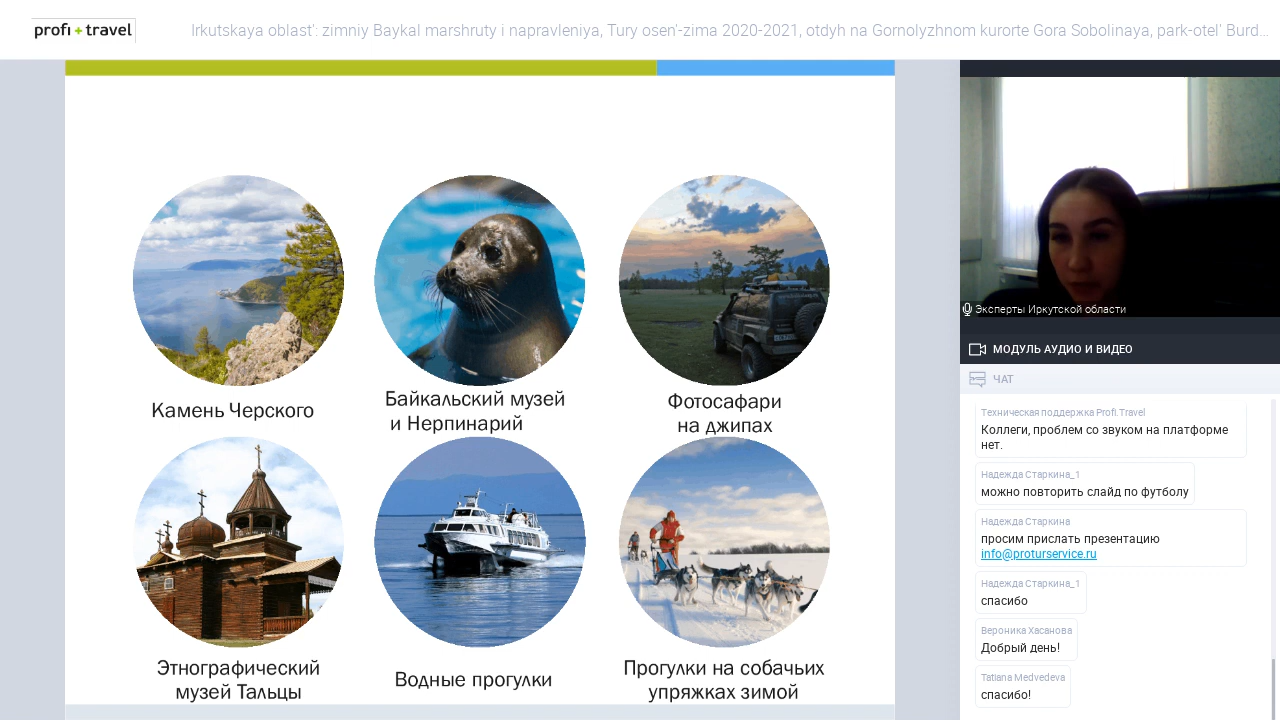 profi + travel
Irkutskaya oblast': zimniy Baykal marshruty i napravleniya, Tury osen'-zima 2020-2021, otdyh na Gornolyzhnom kurorte Gora Sobolinaya, park-otel' Burd...
Камень Черского
Байкальский музей
и Нерпинарий
Фотосафари
на джипах
Этнографический
музей Тальцы
Водные прогулки
Прогулки на собачьих
упряжках зимой
Эксперты Иркутской области
МОДУЛЬ АУДИО И ВИДЕО
ЧАТ
Техническая поддержка Profi.Travel
Коллеги, проблем со звуком на платформе
нет.
Надежда Старкина_1
можно повторить слайд по футболу
Надежда Старкина
просим прислать презентацию
info@proturservice.ru
Надежда Старкина_1
спасибо
Вероника Хасанова
Добрый день!
Tatiana Medvedeva
спасибо!